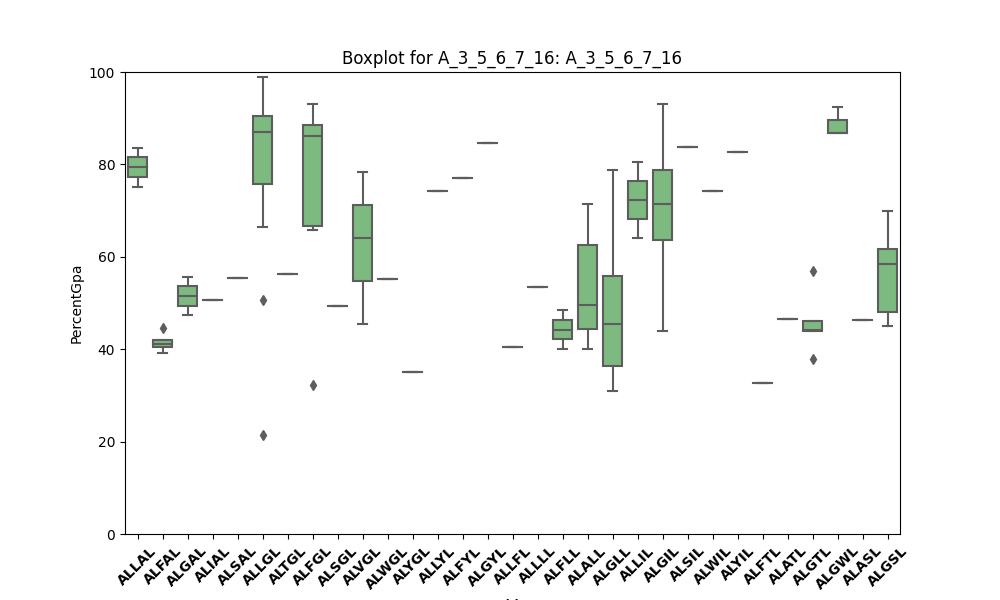 Boxplot for A_3_5_6_7_16: A_3_5_6_7_16
100
80
60
40
20
0
PercentGpa
ALLAL ALFAL ALGAL ALIAL ALSAL ALLGL ALTGL ALFGL ALSGL ALVGL ALWGL ALYGL ALLYL ALFYL ALGYL ALLFL ALLLL ALFLL ALALL ALGLL ALLIL ALGIL ALSIL ALWIL ALYIL ALFTL ALATL ALGTL ALGWL ALASL ALGSL